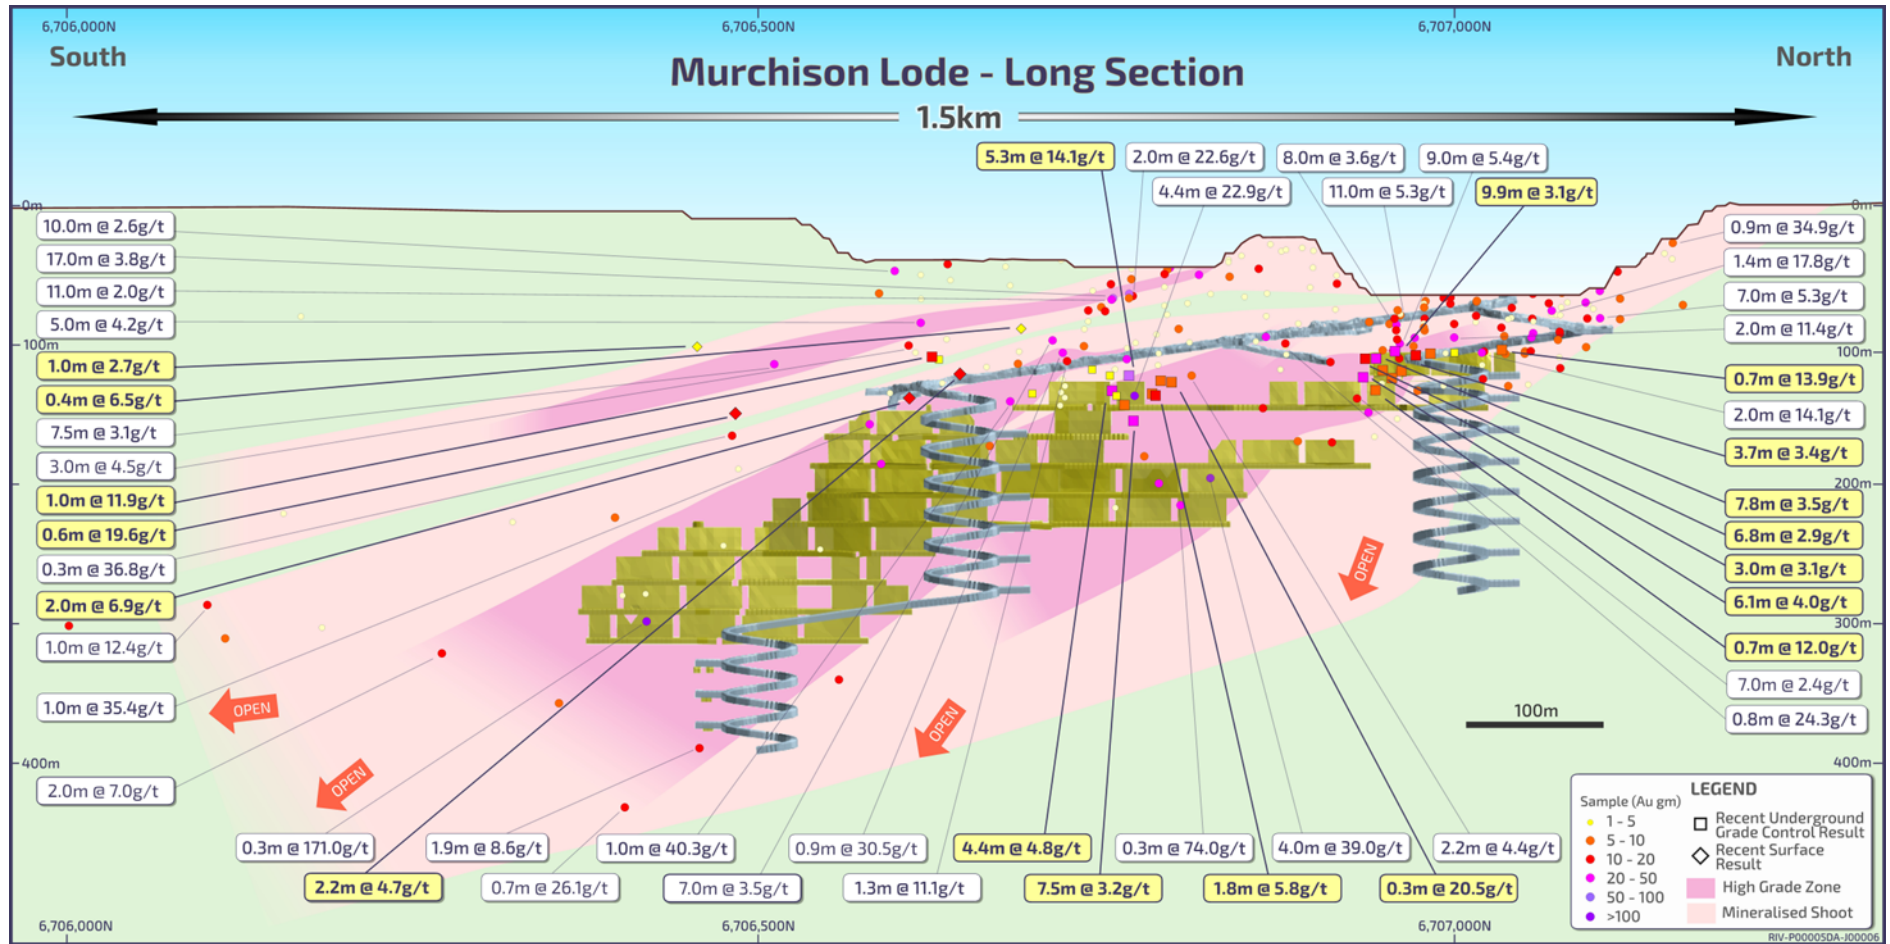 6,706,000N
6,706,500N
6,707,000N
South
North
Murchison Lode - Long Section
1.5km
5.3m @ 14.1g/t
2.0m @ 22.6g/t
8.0m @ 3.6g/t
9.0m @ 5.4g/t
4.4m @ 22.9g/t
11.0m @ 5.3g/t
9.9m @ 3.1g/t
0m
0m
10.0m @ 2.6g/t
17.0m @ 3.8g/t
11.0m @ 2.0g/t
5.0m @ 4.2g/t
100m
1.0m @ 2.7g/t
0.4m @ 6.5g/t
7.5m @ 3.1g/t
3.0m @ 4.5g/t
1.0m @ 11.9g/t
0.6m @ 19.6g/t
0.3m @ 36.8g/t
2.0m @ 6.9g/t
1.0m @ 12.4g/t
1.0m @ 35.4g/t
2.0m @ 7.0g/t
400m
0.9m @ 34.9g/t
1.4m @ 17.8g/t
7.0m @ 5.3g/t
2.0m @ 11.4g/t
100m
0.7m @ 13.9g/t
2.0m @ 14.1g/t
3.7m @ 3.4g/t
200m
7.8m @ 3.5g/t
6.8m @ 2.9g/t
3.0m @ 3.1g/t
6.1m @ 4.0g/t
300m
0.7m @ 12.0g/t
7.0m @ 2.4g/t
0.8m @ 24.3g/t
400m
OPEN
OPEN
OPEN
OPEN
100m
0.3m @ 171.0g/t
1.9m @ 8.6g/t
1.0m @ 40.3g/t
0.9m @ 30.5g/t
4.4m @ 4.8g/t
0.3m @ 74.0g/t
4.0m @ 39.0g/t
2.2m @ 4.4g/t
2.2m @ 4.7g/t
0.7m @ 26.1g/t
7.0m @ 3.5g/t
1.3m @ 11.1g/t
7.5m @ 3.2g/t
1.8m @ 5.8g/t
0.3m @ 20.5g/t
LEGEND
Sample (Au gm)
1 - 5
5 - 10
10 - 20
20 - 50
50 - 100
>100
Recent Underground
Grade Control Result
Recent Surface
Result
High Grade Zone
Mineralised Shoot
6,706,000N
6,706,500N
6,707,000N
RIV-P00005DA-J00006